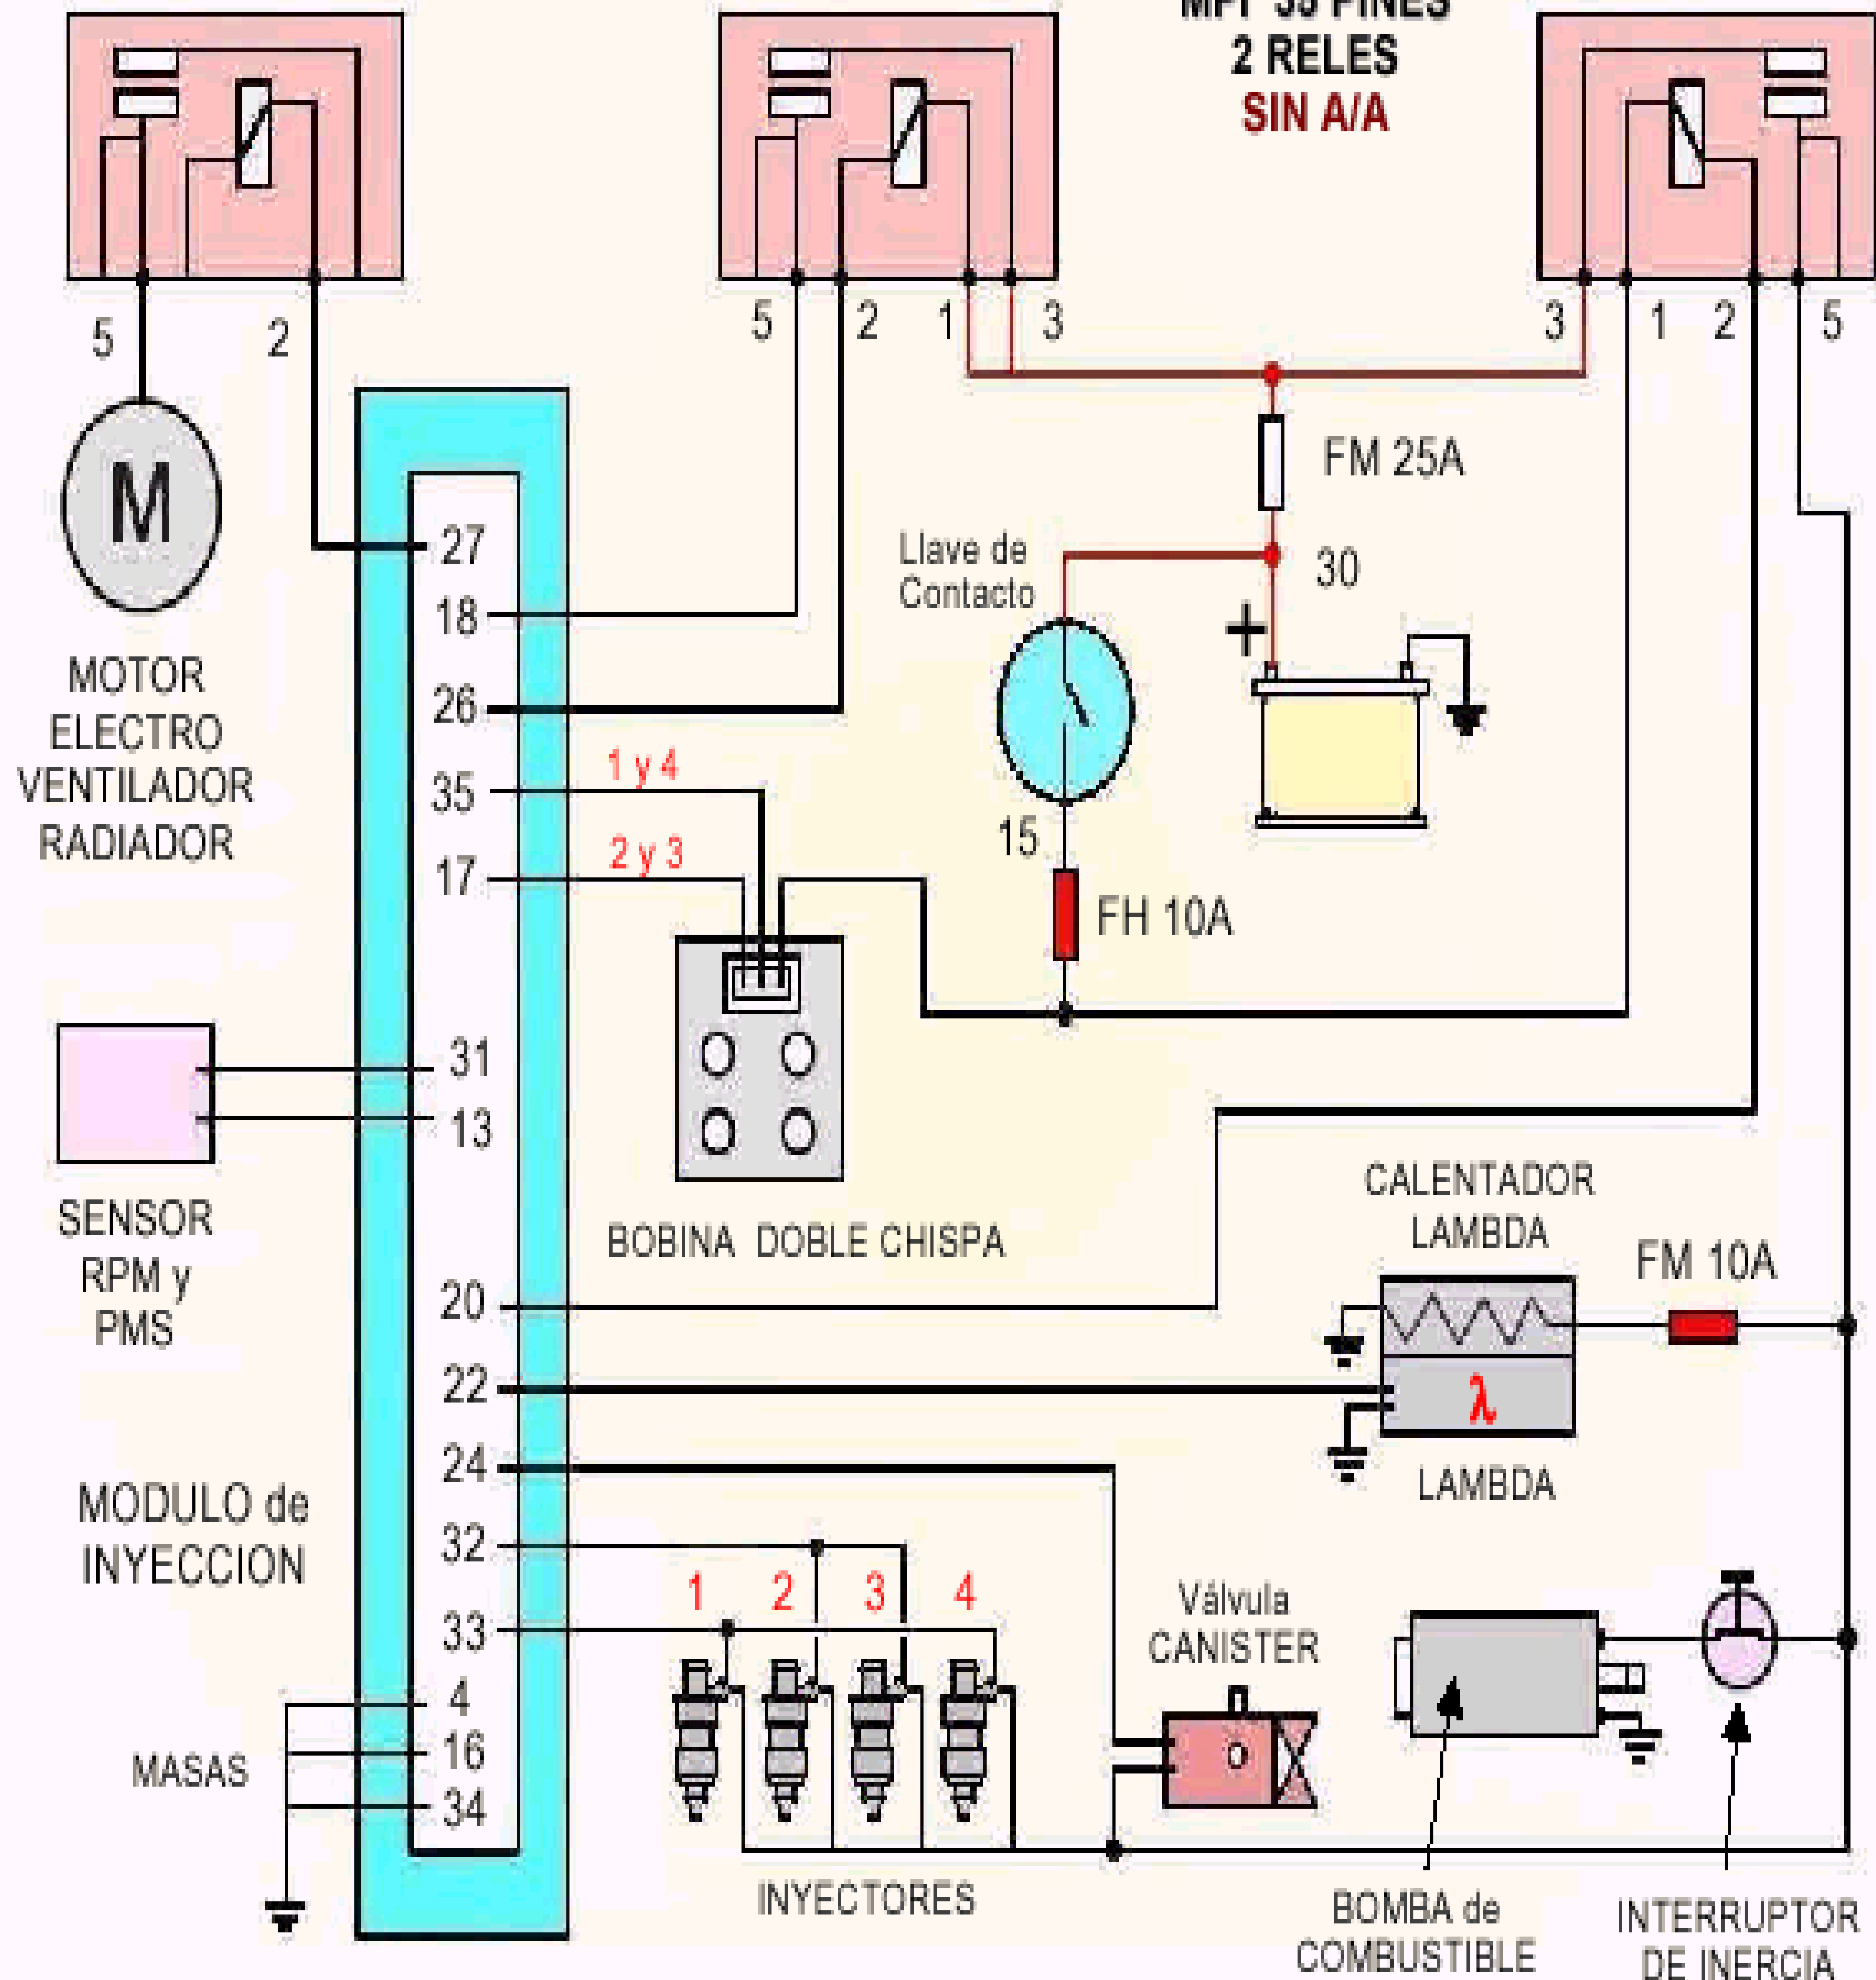 MPI 35 PINES
2 RELES
SIN A/A
5 2
5 2 1 3
3 1 2 5
M
MOTOR
ELECTRO
VENTILADOR
RADIADOR
27
18
26
35
17
1 y 4
2 y 3
FM 25A
Llave de
Contacto
30
+
15
FH 10A
31
13
SENSOR
RPM y
PMS
BOBINA DOBLE CHISPA
20
22
24
32
33
4
16
34
CALENTADOR
LAMBDA
FM 10A
λ
LAMBDA
MODULO de
INYECCION
MASAS
1 2 3 4
INYECTORES
Válvula
CANISTER
BOMBA de
COMBUSTIBLE
INTERRUPTOR
DE INERCIA